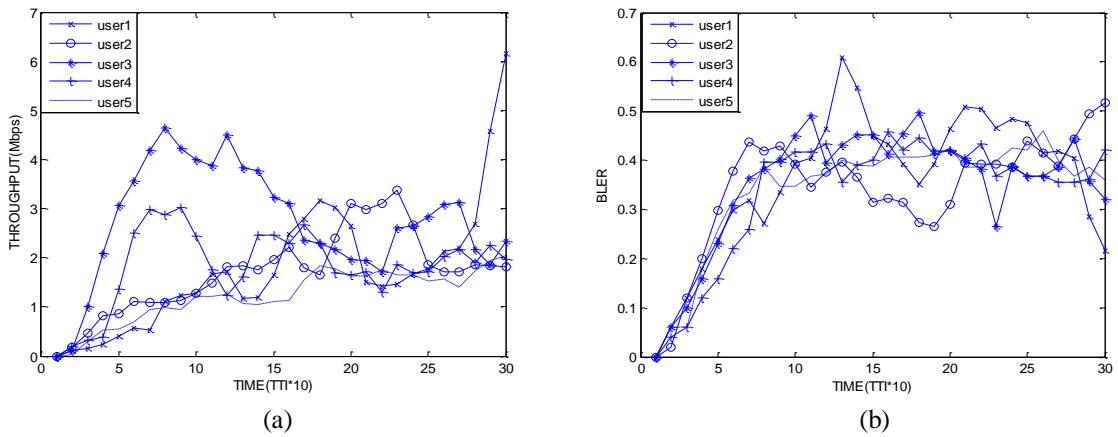 7
6
5
4
3
2
1
0
THROUGHPUT(Mbps)
user1
user2
user3
user4
user5
0 5 10 15 20 25 30
TIME(TTI*10)
(a)
0.7
0.6
0.5
0.4
0.3
0.2
0.1
0
BLER
user1
user2
user3
user4
user5
0 5 10 15 20 25 30
TIME(TTI*10)
(b)